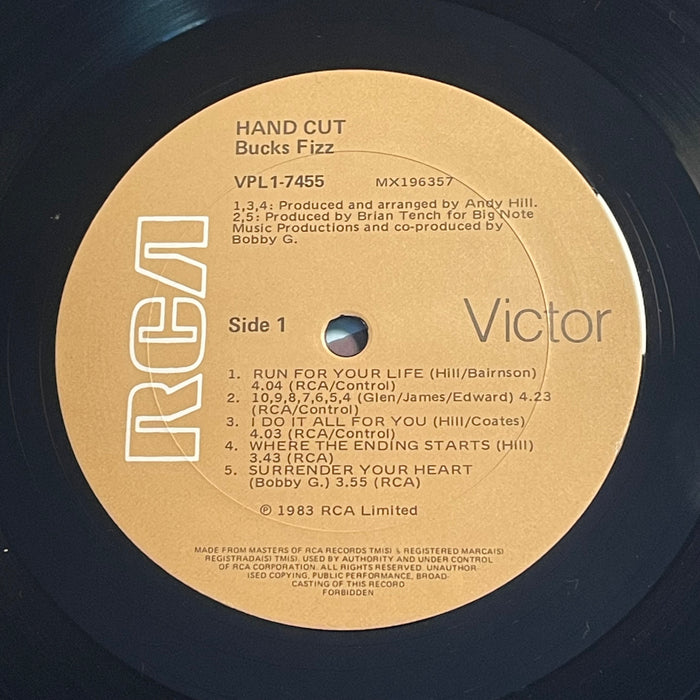 HAND CUT
Bucks Fizz
VPL1-7455 MX196357
1,3,4: Produced and arranged by Andy Hill.
2,5: Produced by Brian Tench for Big Note
Music Productions and co-produced by
Bobby G.
RCA
Side 1
Victor
1. RUN FOR YOUR LIFE (Hill/Bairnson)
4.04 (RCA/Control)
2. 10,9,8,7,6,5,4 (Glen/James/Edward) 4.23
(RCA/Control)
3. I DO IT ALL FOR YOU (Hill/Coates)
4.03 (RCA/Control)
4. WHERE THE ENDING STARTS (Hill)
3.43 (RCA)
5. SURRENDER YOUR HEART
(Bobby G.) 3.55 (RCA)
℗ 1983 RCA Limited
MADE FROM MASTERS OF RCA RECORDS TM(S) & REGISTERED MARCA(S)
REGISTRADA(S) TM(S). USED BY AUTHORITY AND UNDER CONTROL
OF RCA CORPORATION. ALL RIGHTS RESERVED. UNAUTHOR
ISED COPYING, PUBLIC PERFORMANCE, BROAD-
CASTING OF THIS RECORD
FORBIDDEN